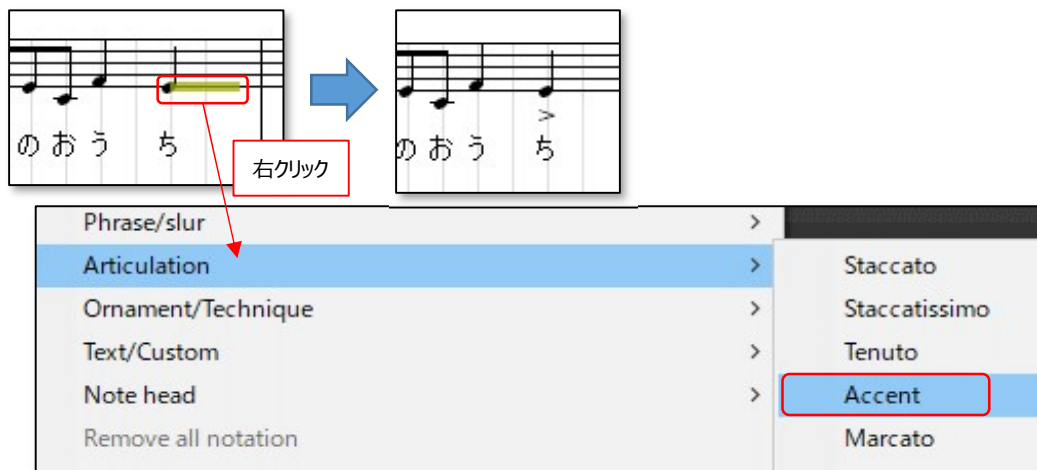 のおう ち
のおう ち
右クリック
Phrase/slur
Articulation
Ornament/Technique
Text/Custom
Note head
Remove all notation
Staccato
Staccatissimo
Tenuto
Accent
Marcato